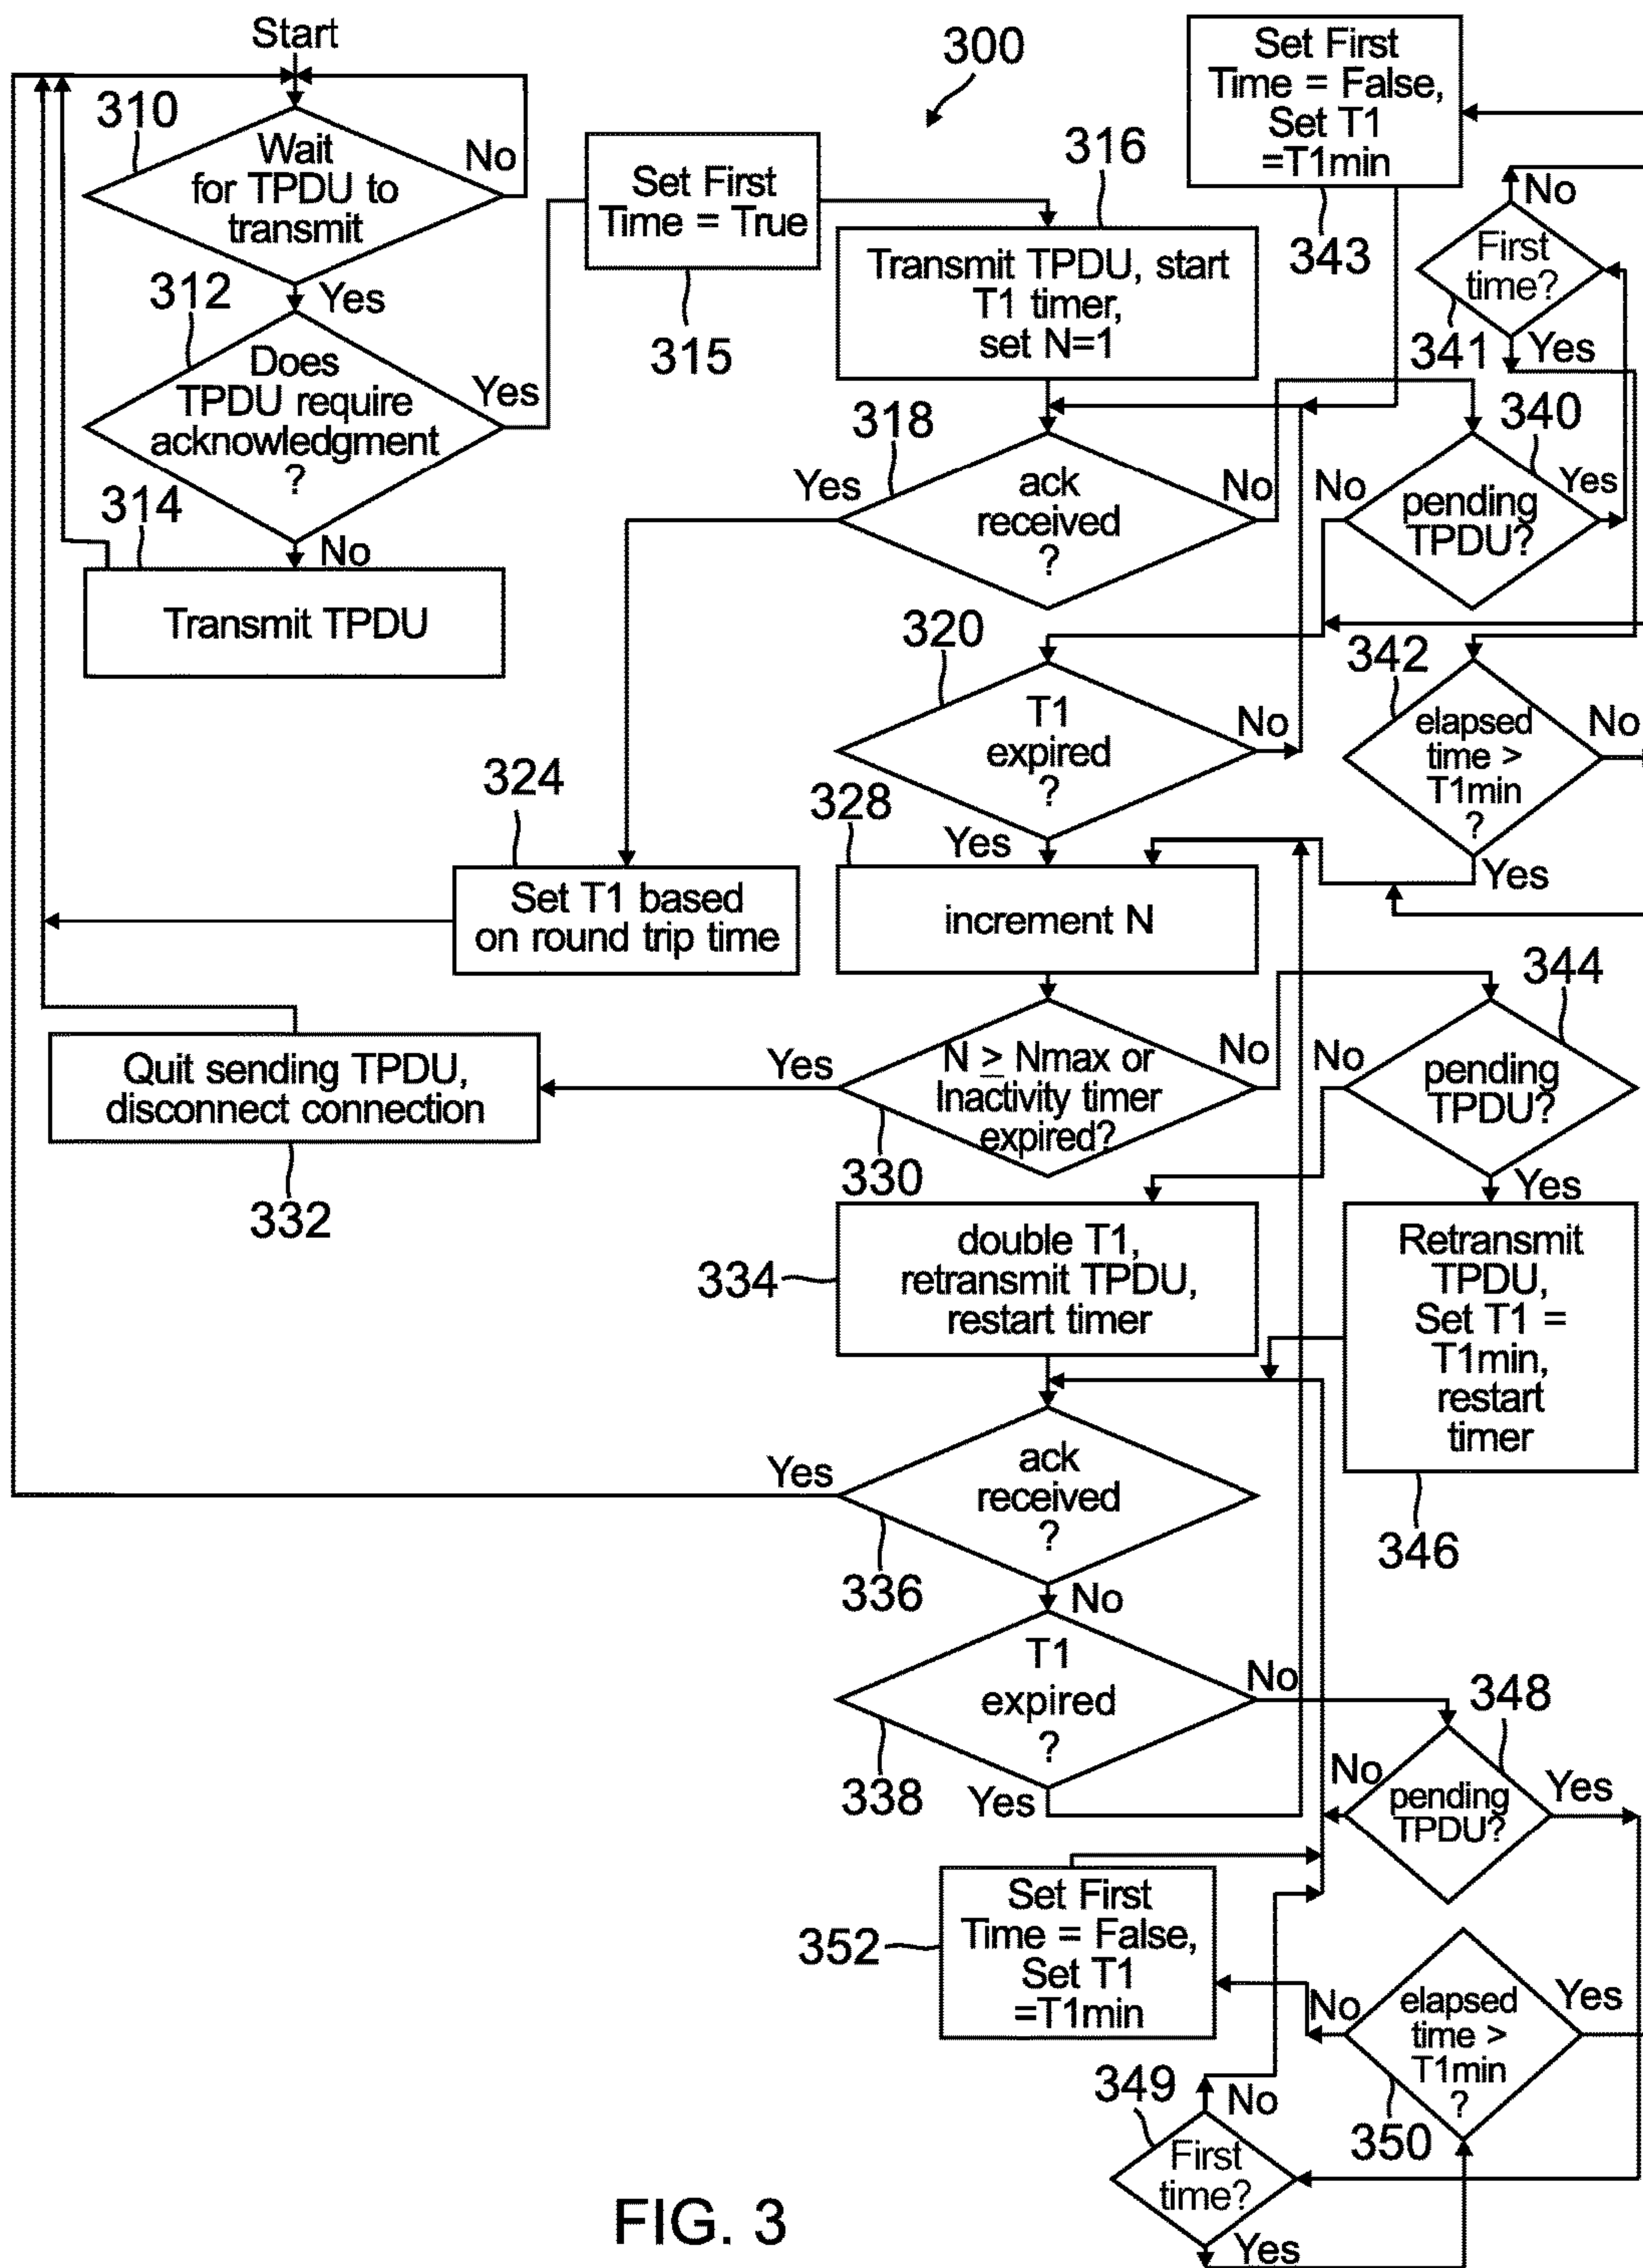 Start
300
310
Wait
for TPDU to
transmit
No
Yes
312
Does
TPDU require
acknowledgment
?
Yes
No
314
Transmit TPDU
Set First
Time = True
315
316
Transmit TPDU, start
T1 timer,
set N=1
Set First
Time = False,
Set T1
=T1min
343
No
First
time?
341
Yes
318
ack
received
?
Yes
No
340
No
pending
TPDU?
Yes
320
T1
expired
?
No
Yes
342
elapsed
time >
T1min
?
No
Yes
324
Set T1 based
on round trip time
328
increment N
330
N ≥ Nmax or
Inactivity timer
expired?
Yes
No
Quit sending TPDU,
disconnect connection
332
344
No
pending
TPDU?
Yes
334
double T1,
retransmit TPDU,
restart timer
Retransmit
TPDU,
Set T1 =
T1min,
restart
timer
346
Yes
ack
received
?
336
No
T1
expired
?
No
338
Yes
348
No
pending
TPDU?
Yes
352
Set First
Time = False,
Set T1
=T1min
No
elapsed
time >
T1min
?
Yes
350
349
No
First
time?
Yes
FIG. 3